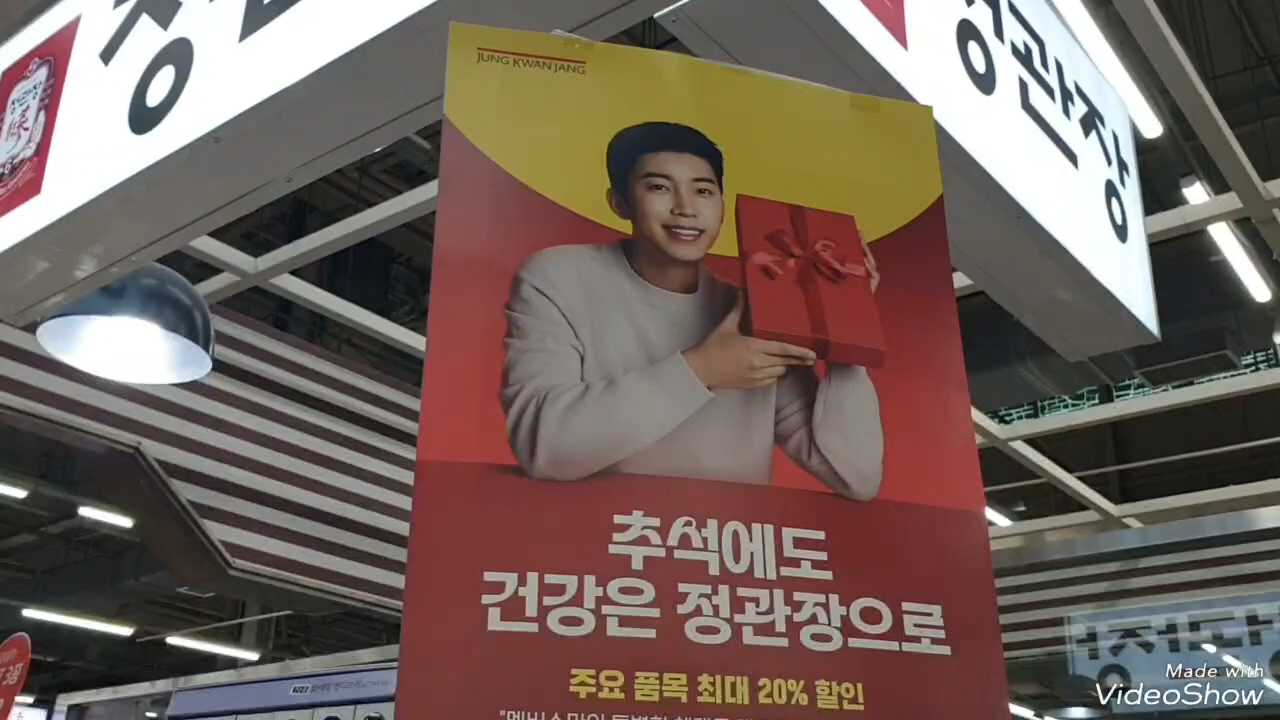 정관장
JUNG KWAN JANG
추석에도
건강은 정관장으로
주요 품목 최대 20% 할인
Made with
VideoShow